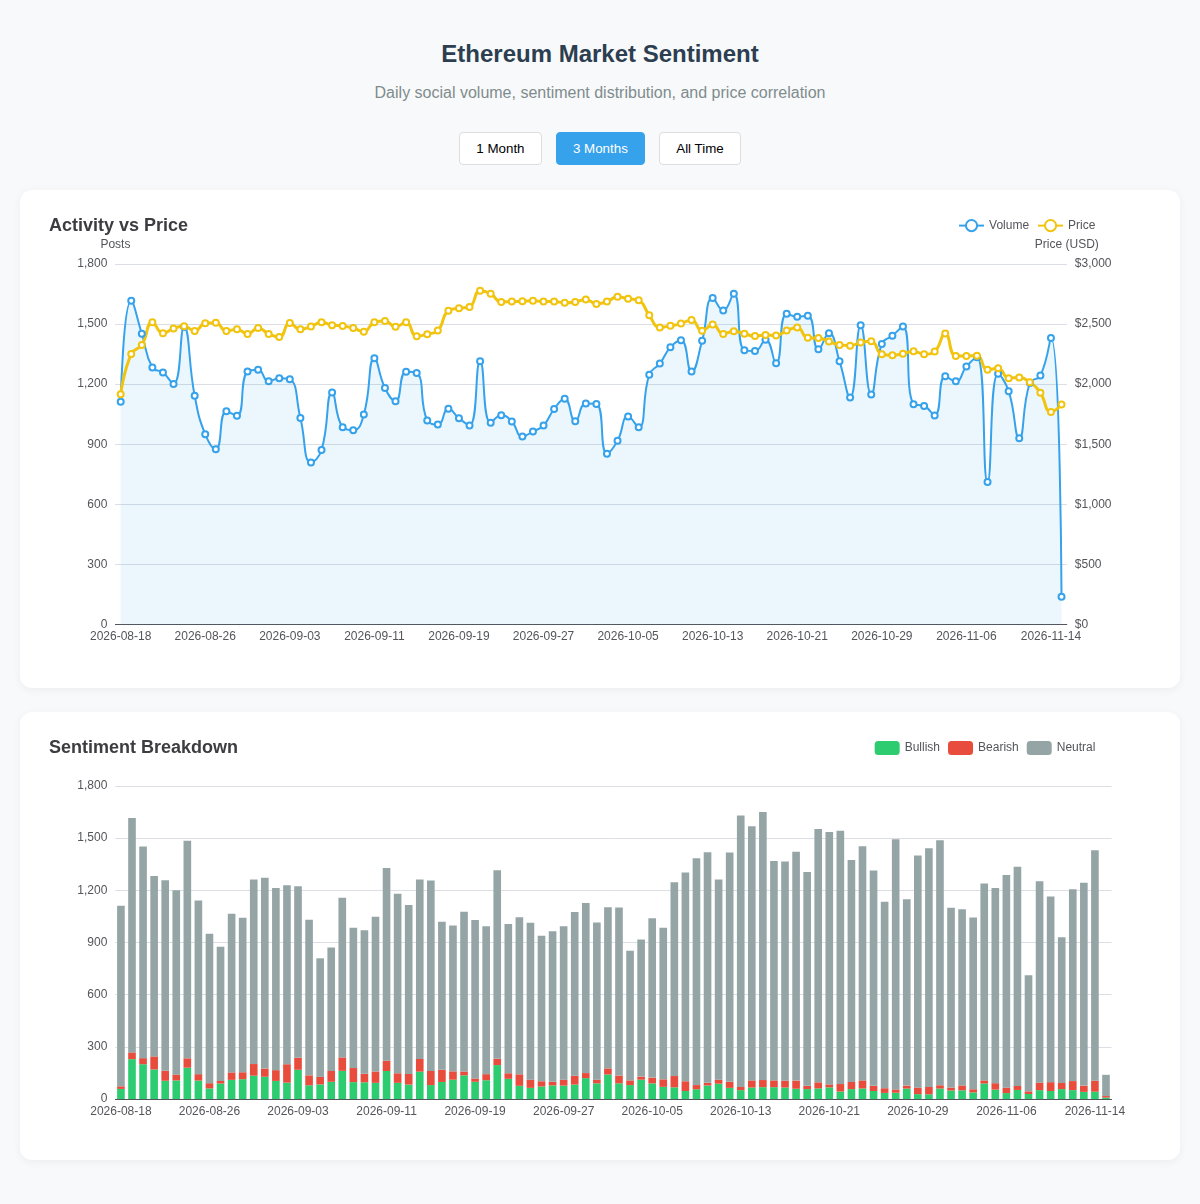 Ethereum Market Sentiment
Daily social volume, sentiment distribution, and price correlation
1 Month 3 Months All Time
Activity vs Price
Volume Price
Posts Price (USD)
1,800 $3,000
1,500 $2,500
1,200 $2,000
900 $1,500
600 $1,000
300 $500
0 $0
2026-08-18 2026-08-26 2026-09-03 2026-09-11 2026-09-19 2026-09-27 2026-10-05 2026-10-13 2026-10-21 2026-10-29 2026-11-06 2026-11-14
Sentiment Breakdown
Bullish Bearish Neutral
1,800
1,500
1,200
900
600
300
0
2026-08-18 2026-08-26 2026-09-03 2026-09-11 2026-09-19 2026-09-27 2026-10-05 2026-10-13 2026-10-21 2026-10-29 2026-11-06 2026-11-14